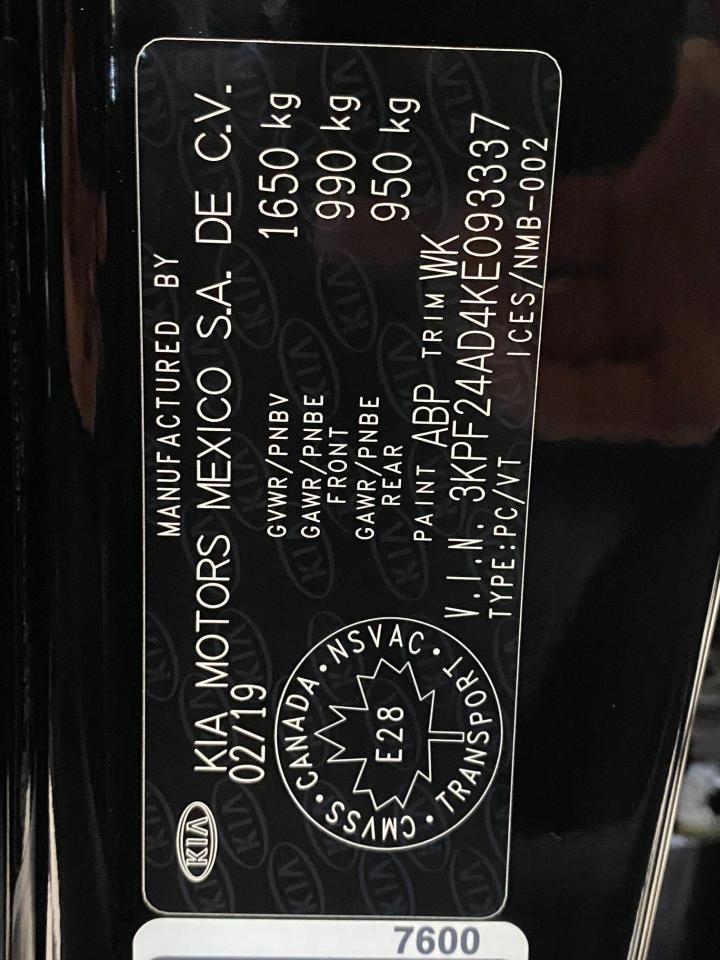 MANUFACTURED BY
KIA KIA MOTORS MEXICO S.A. DE C.V.
02/19
GVWR/PNBV 1650 kg
GAWR/PNBE FRONT 990 kg
GAWR/PNBE REAR 950 kg
PAINT ABP TRIM WK
V.I.N. 3KPF24AD4KE093337
TYPE:PC/VT ICES/NMB-002
CANADA · NSVAC · TRANSPORT · CMVSS ·
E28
7600